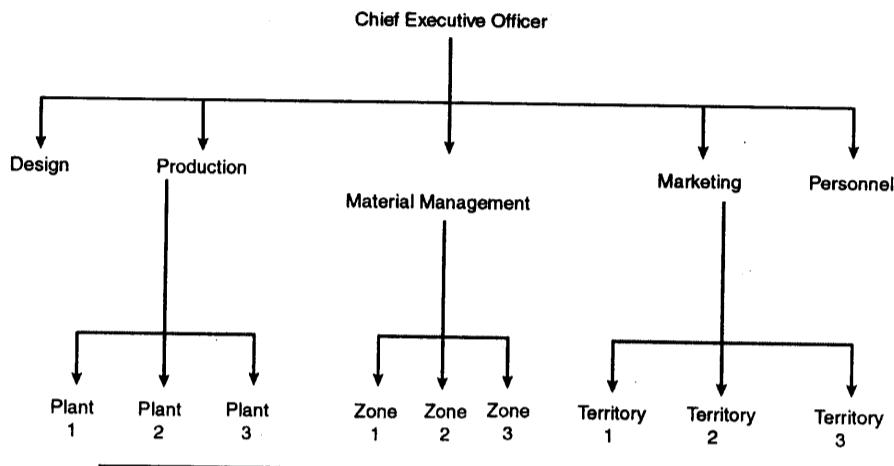 Chief Executive Officer
Design
Production
Material Management
Marketing
Personnel
Plant
1
Plant
2
Plant
3
Zone
1
Zone
2
Zone
3
Territory
1
Territory
2
Territory
3